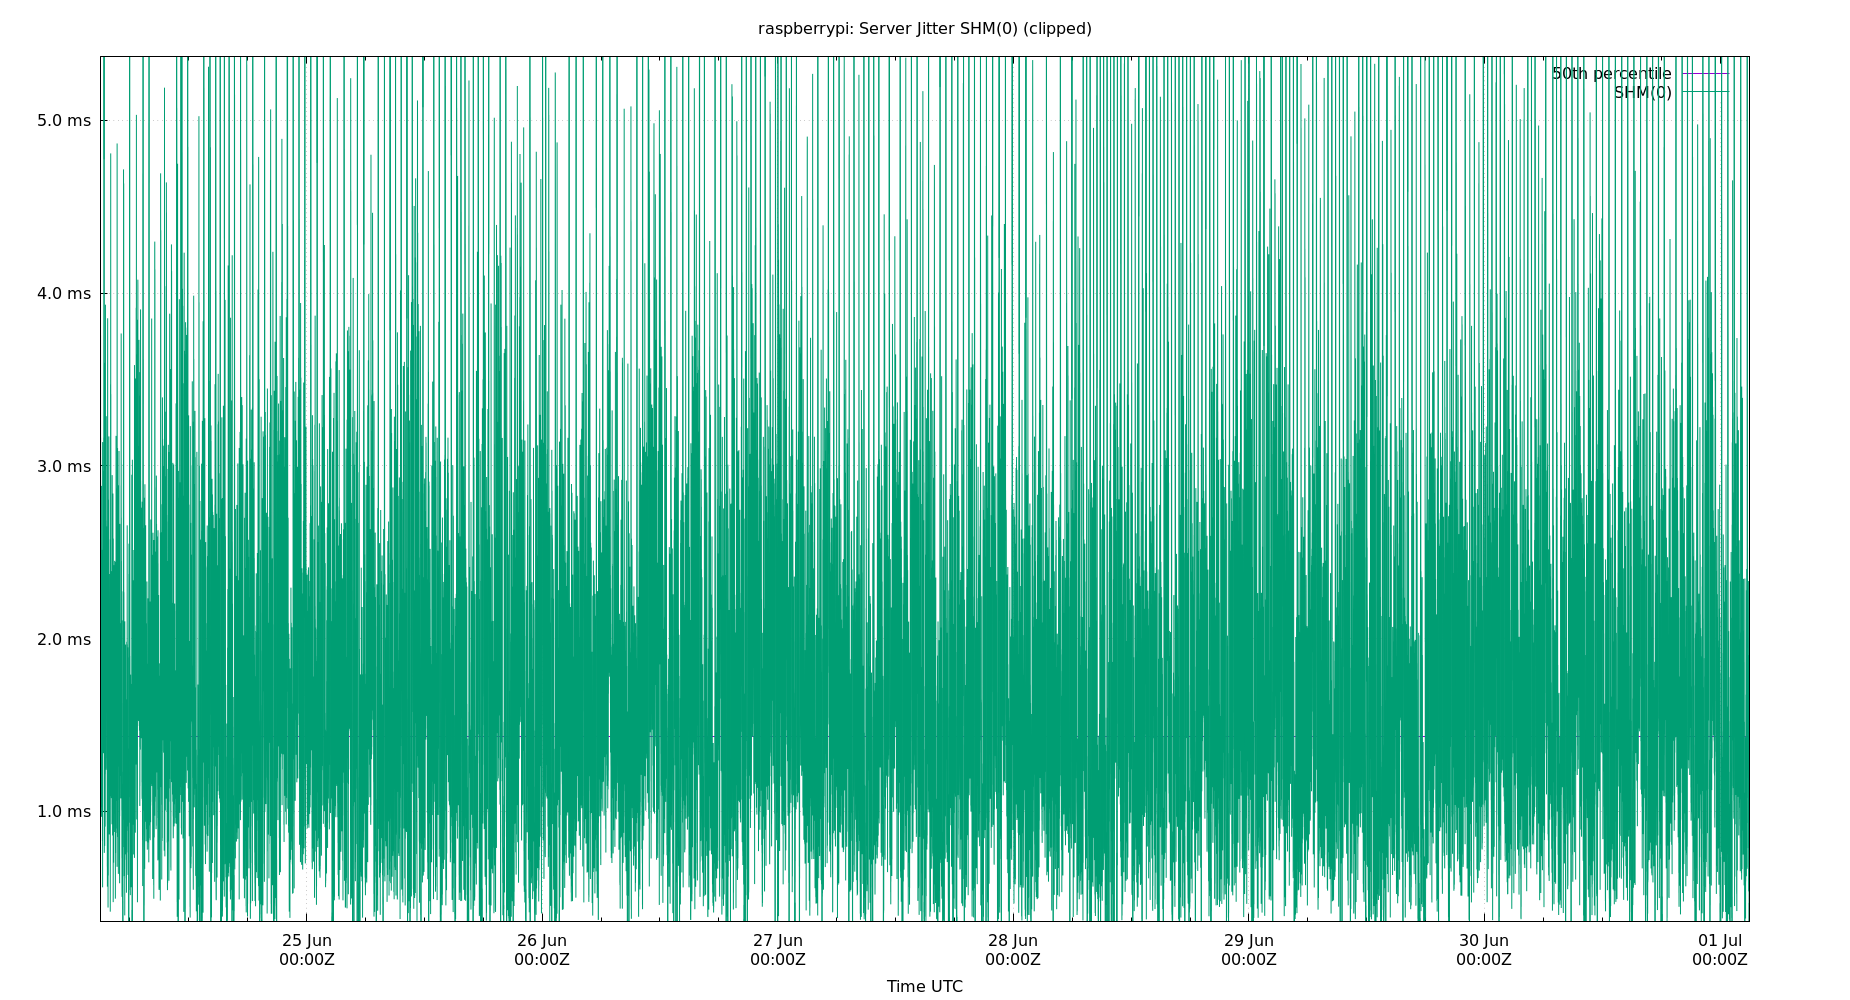 raspberrypi: Server Jitter SHM(0) (clipped)
50th percentile
SHM(0)
5.0 ms
4.0 ms
3.0 ms
2.0 ms
1.0 ms
25 Jun 26 Jun 27 Jun 28 Jun 29 Jun 30 Jun 01 Jul
00:00Z 00:00Z 00:00Z 00:00Z 00:00Z 00:00Z 00:00Z
Time UTC